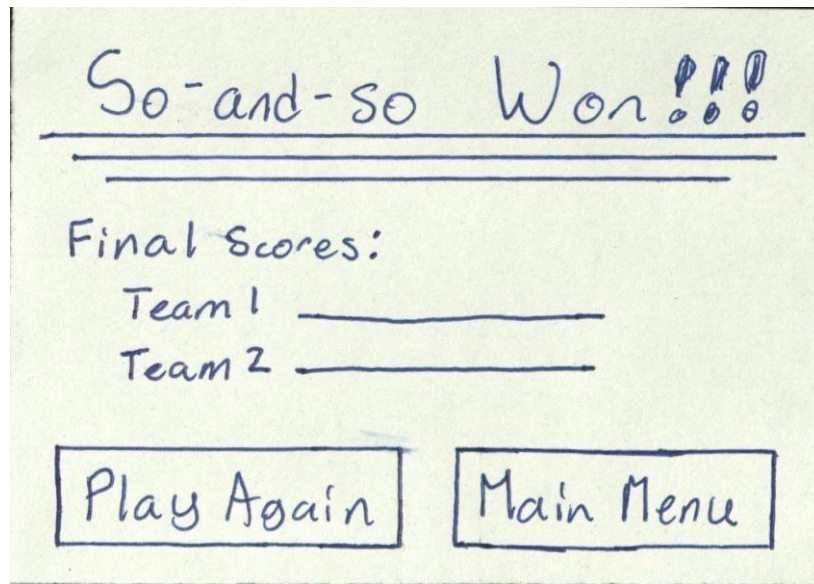 So-and-so Won!!!
Final Scores:
Team 1
Team 2
Play Again Main Menu